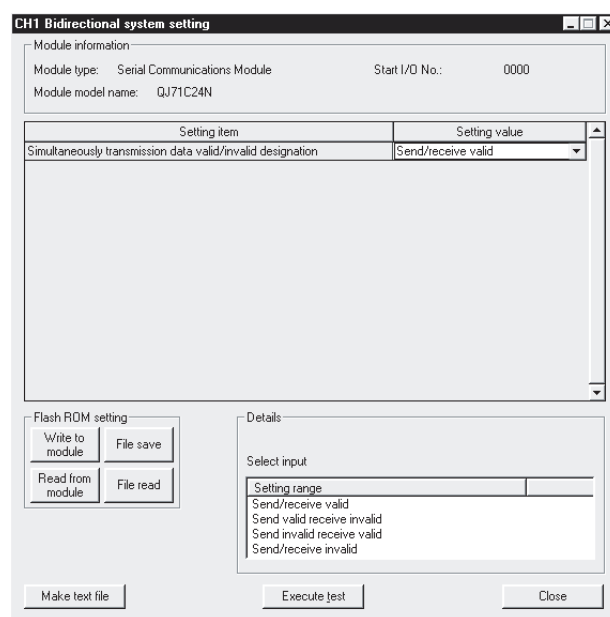 CH1 Bidirectional system setting
Module information
Module type: Serial Communications Module Start I/O No.: 0000
Module model name: QJ71C24N
Setting item Setting value
Simultaneously transmission data valid/invalid designation Send/receive valid
Flash ROM setting
Write to module
File save
Read from module
File read
Details
Select input
Setting range
Send/receive valid
Send valid receive invalid
Send invalid receive valid
Send/receive invalid
Make text file
Execute test
Close